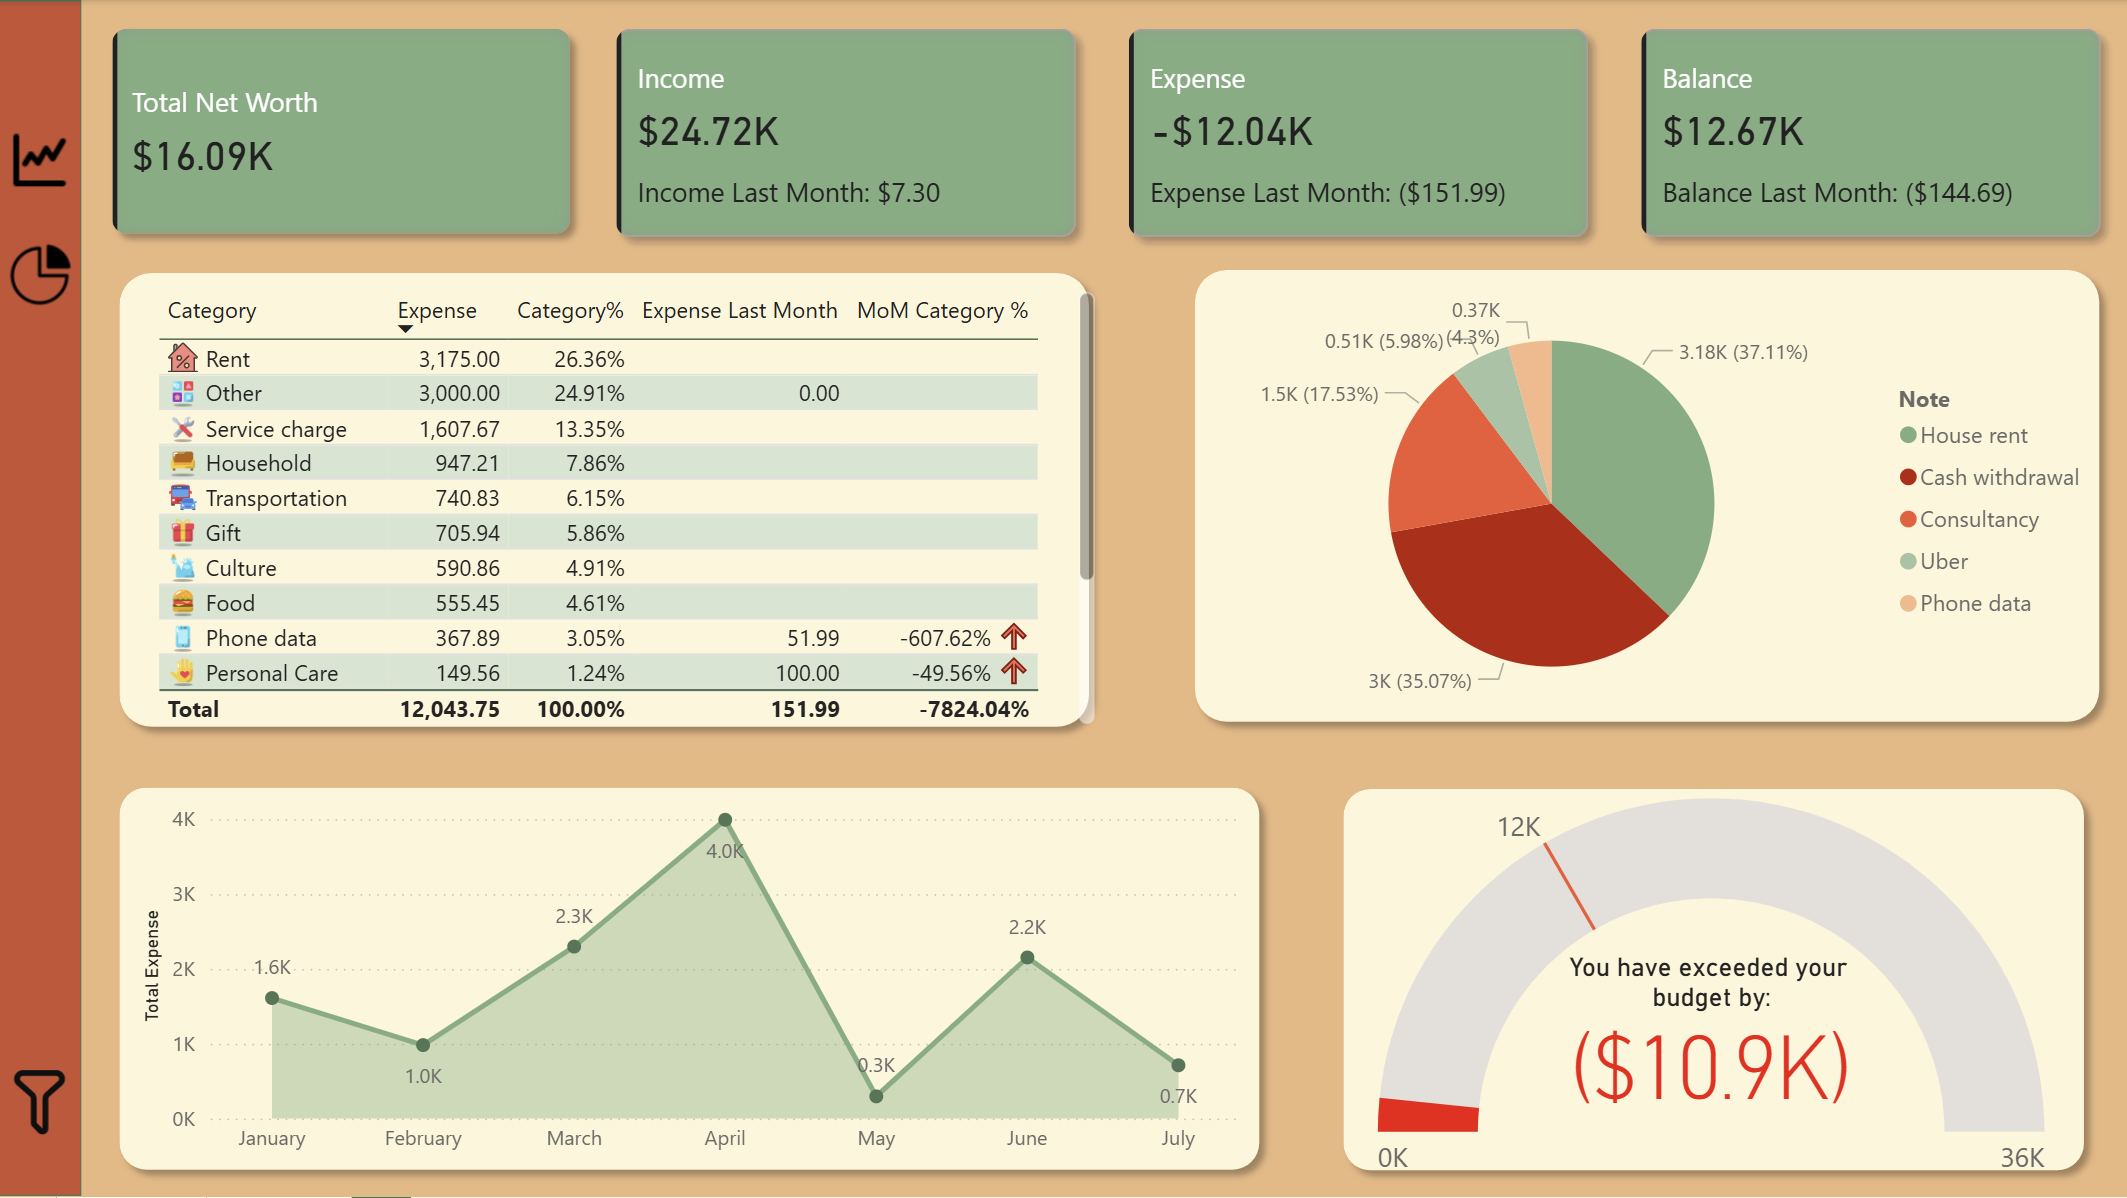 Total Net Worth
$16.09K
Income
$24.72K
Income Last Month: $7.30
Expense
-$12.04K
Expense Last Month: ($151.99)
Balance
$12.67K
Balance Last Month: ($144.69)
Category Expense Category% Expense Last Month MoM Category %
Rent 3,175.00 26.36%
Other 3,000.00 24.91% 0.00
Service charge 1,607.67 13.35%
Household 947.21 7.86%
Transportation 740.83 6.15%
Gift 705.94 5.86%
Culture 590.86 4.91%
Food 555.45 4.61%
Phone data 367.89 3.05% 51.99 -607.62%
Personal Care 149.56 1.24% 100.00 -49.56%
Total 12,043.75 100.00% 151.99 -7824.04%
0.37K
(4.3%)
0.51K (5.98%)
3.18K (37.11%)
1.5K (17.53%)
3K (35.07%)
Note
House rent
Cash withdrawal
Consultancy
Uber
Phone data
Total Expense
4K
3K
2K
1K
0K
1.6K
1.0K
2.3K
4.0K
0.3K
2.2K
0.7K
January February March April May June July
12K
You have exceeded your
budget by:
($10.9K)
0K
36K